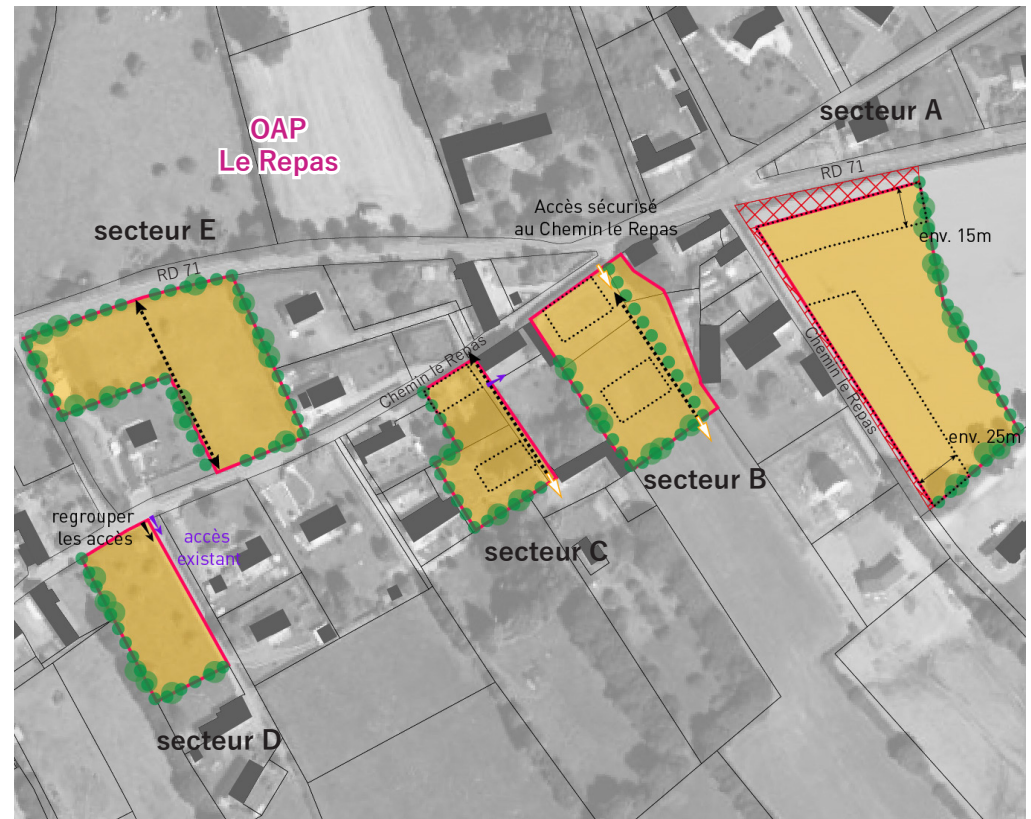 secteur A
OAP
Le Repas
RD 71
Accès sécurisé
au Chemin le Repas
secteur E
env. 15m
RD 71
Chemin le Repas
Chemin le Repas
env. 25m
secteur B
regrouper
les accès
accès
existant
secteur C
secteur D